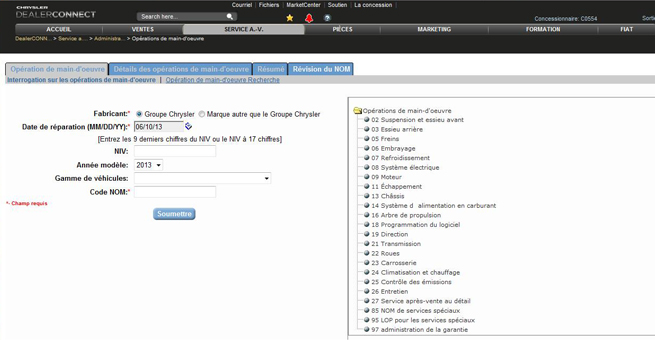 CHRYSLER
DEALERCONNECT
Courriel | Fichiers | MarketCenter | Soutien | La concession |
Search here...
Concessionnaire: C0554
Sorti
ACCUEIL VENTES SERVICE A.-V. PIÈCES MARKETING FORMATION FIAT
DealerCONN... > Service a.... > Administra... > Opérations de main-d'oeuvre
Opération de main-d'oeuvre Détails des opérations de main-d'oeuvre Résumé Révision du NOM
Interrogation sur les opérations de main-d'oeuvre | Opération de main-d'oeuvre Recherche
Fabricant:* Groupe Chrysler Marque autre que le Groupe Chrysler
Date de réparation (MM/DD/YY):* 06/10/13
[Entrez les 9 derniers chiffres du NIV ou le NIV à 17 chiffres]
NIV:
Année modèle: 2013
Gamme de véhicules:
Code NOM:*
*- Champ requis
Soumettre
Opérations de main-d'oeuvre
02 Suspension et essieu avant
03 Essieu arrière
05 Freins
06 Embrayage
07 Refroidissement
08 Système électrique
09 Moteur
11 Échappement
13 Châssis
14 Système d alimentation en carburant
16 Arbre de propulsion
18 Programmation du logiciel
19 Direction
21 Transmission
22 Roues
23 Carrosserie
24 Climatisation et chauffage
25 Contrôle des émissions
26 Entretien
27 Service après-vente au détail
85 NOM de services spéciaux
95 LOP pour les services spéciaux
97 administration de la garantie